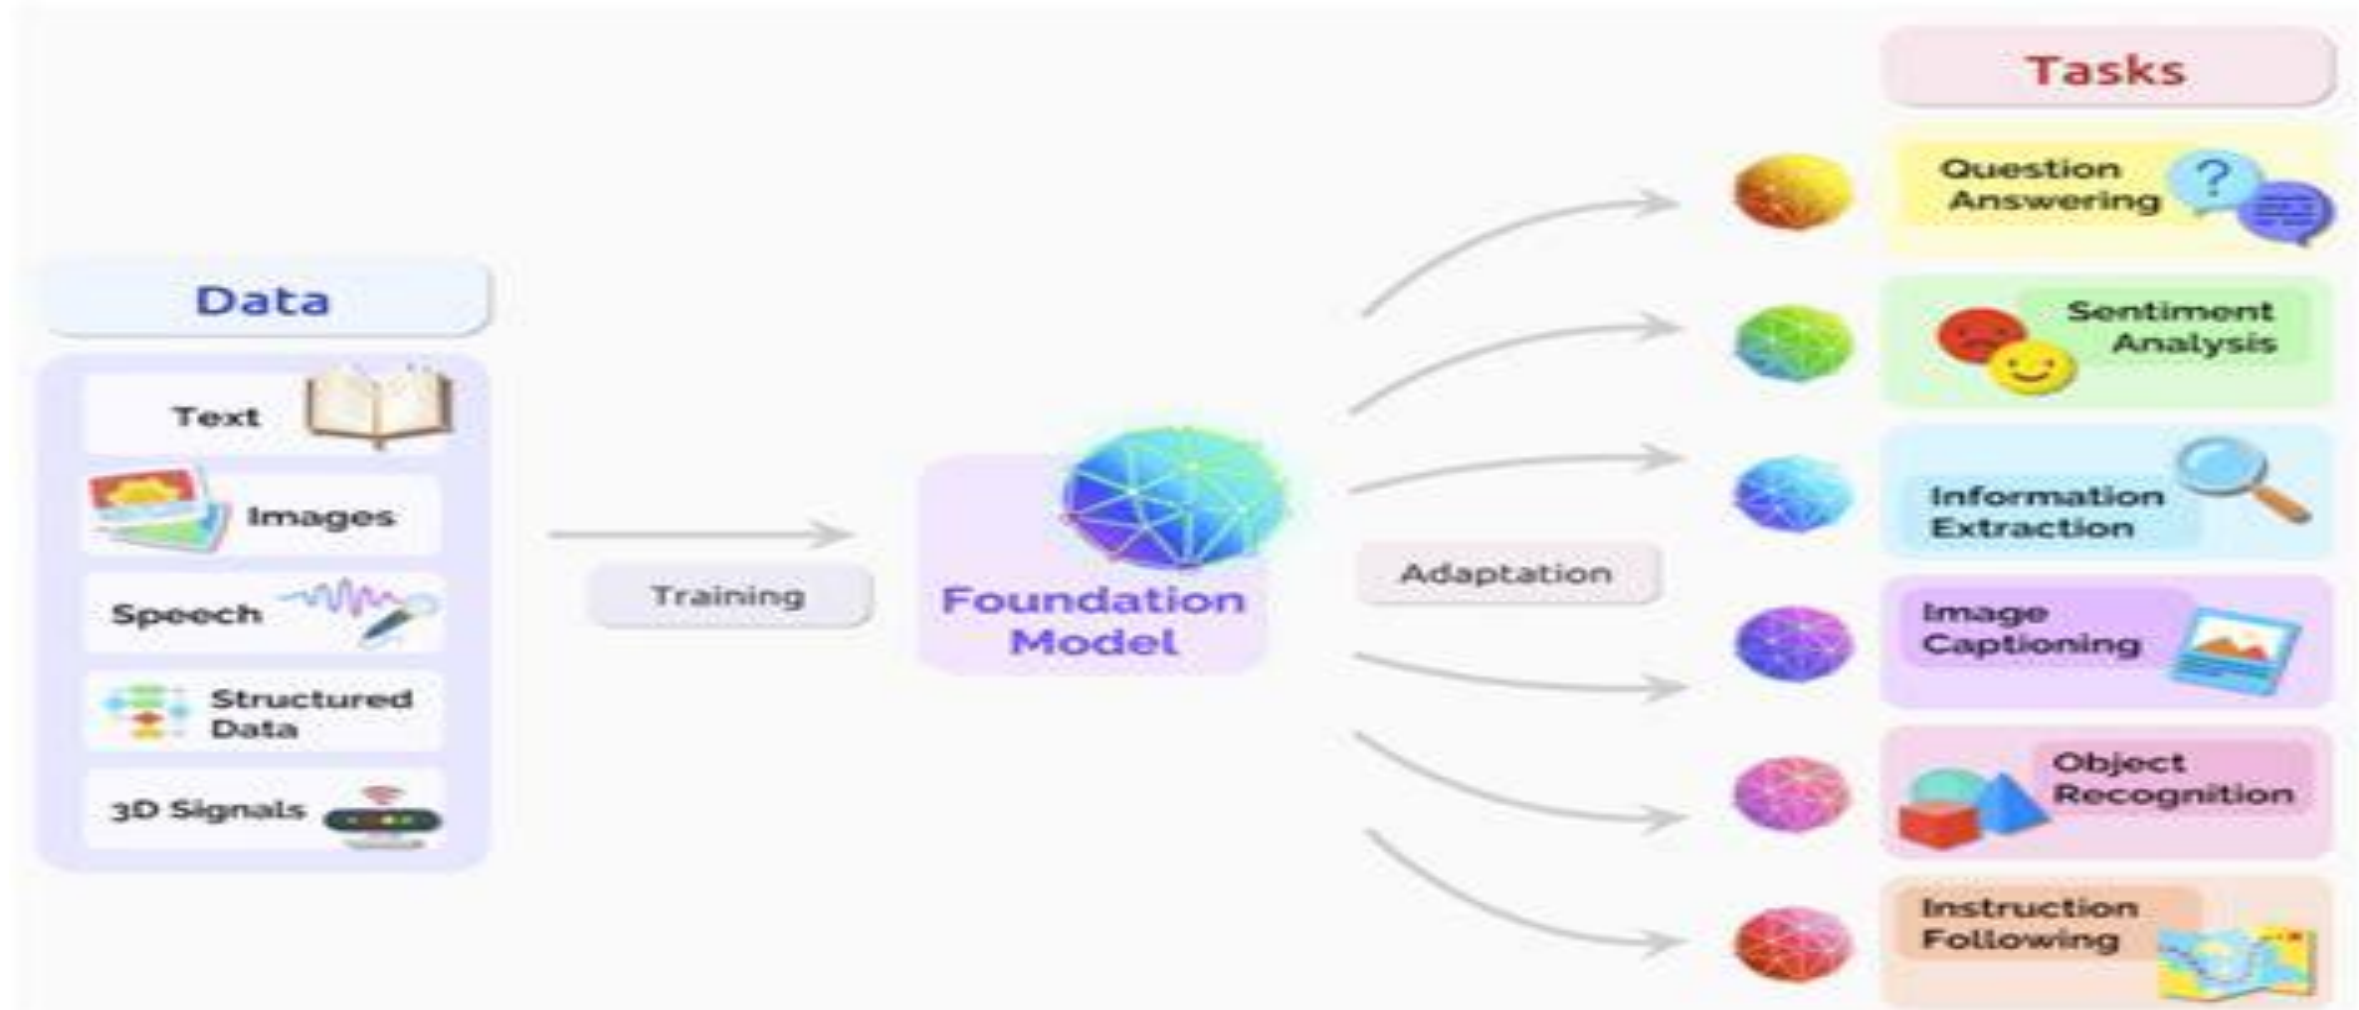 Data
Text
Images
Speech
Structured
Data
3D Signals
Training
Foundation
Model
Adaptation
Tasks
Question
Answering
?
Sentiment
Analysis
Information
Extraction
Image
Captioning
Object
Recognition
Instruction
Following